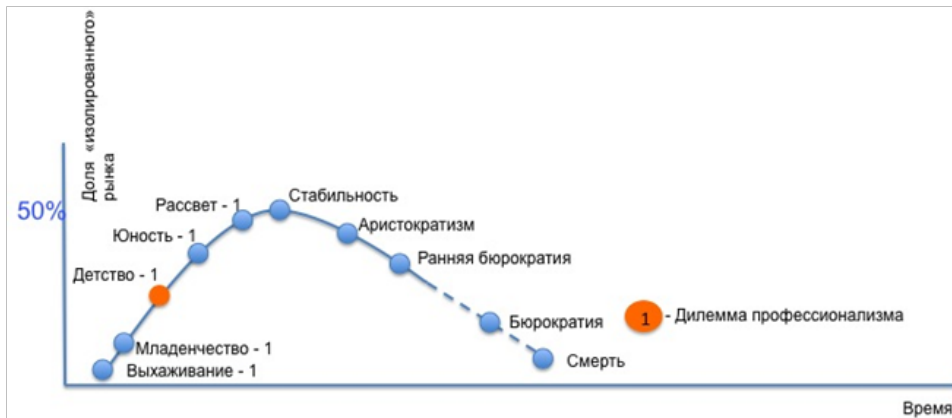 Доля «изолированного»
рынка
50%
Рассвет - 1
Стабильность
Юность - 1
Аристократизм
Детство - 1
Ранняя бюрократия
Младенчество - 1
Выхаживание - 1
Бюрократия
Смерть
1 - Дилемма профессионализма
Время